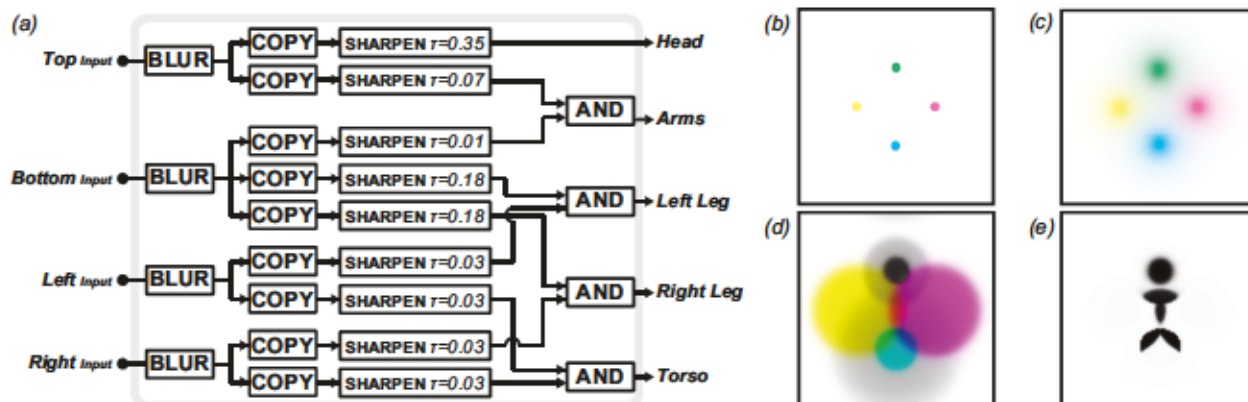 (a)
Top Input BLUR COPY SHARPEN τ=0.35 Head
COPY SHARPEN τ=0.07
AND Arms
COPY SHARPEN τ=0.01
Bottom Input BLUR COPY SHARPEN τ=0.18
AND Left Leg
COPY SHARPEN τ=0.18
Left Input BLUR COPY SHARPEN τ=0.03
AND Right Leg
COPY SHARPEN τ=0.03
Right Input BLUR COPY SHARPEN τ=0.03
COPY SHARPEN τ=0.03
AND Torso
(b)
(c)
(d)
(e)